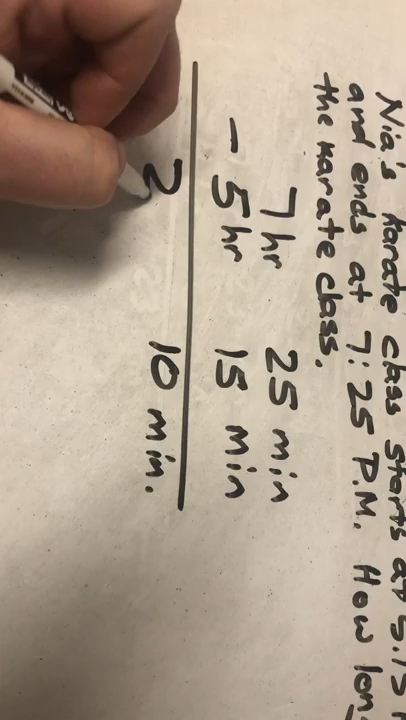 Nia's karate class starts at 5:15
and ends at 7:25 P.M. How long
the karate class.
7 hr 25 min
- 5 hr 15 min
2 10 min.